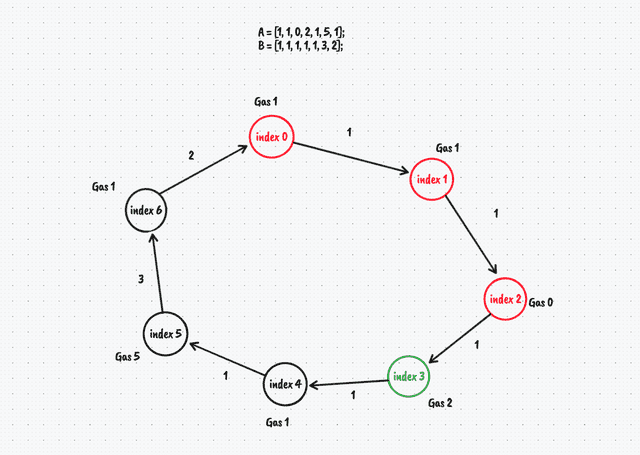 A = [1, 1, 0, 2, 1, 5, 1];
B = [1, 1, 1, 1, 1, 3, 2];
Gas 1
index 0
1
Gas 1
2
Gas 1
index 1
index 6
1
3
index 2
Gas 0
index 5
1
Gas 5
index 3
1
index 4
1
Gas 2
Gas 1